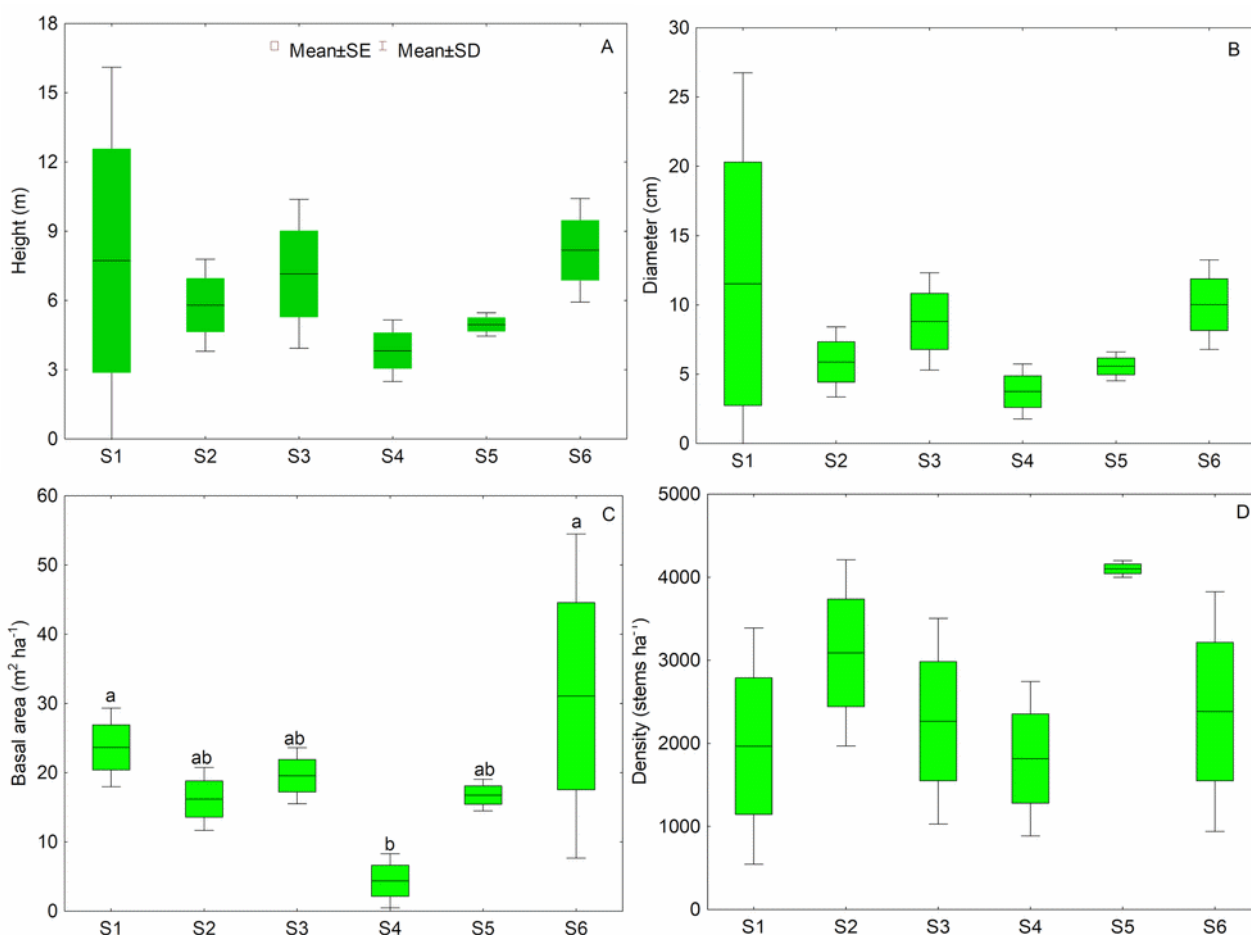 18
15
12
9
6
3
0
Height (m)
Mean±SE Mean±SD
A
S1 S2 S3 S4 S5 S6
30
25
20
15
10
5
0
Diameter (cm)
B
S1 S2 S3 S4 S5 S6
60
50
40
30
20
10
0
Basal area (m² ha⁻¹)
C
a
ab
ab
b
ab
a
S1 S2 S3 S4 S5 S6
5000
4000
3000
2000
1000
0
Density (stems ha⁻¹)
D
S1 S2 S3 S4 S5 S6